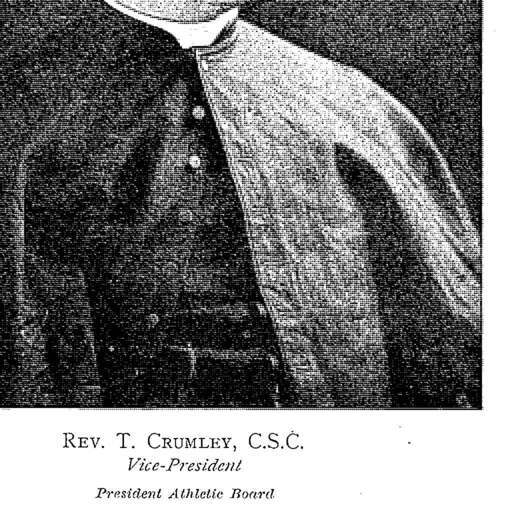 Rev. T. Crumley, C.S.C.
Vice-President
President Athletic Board